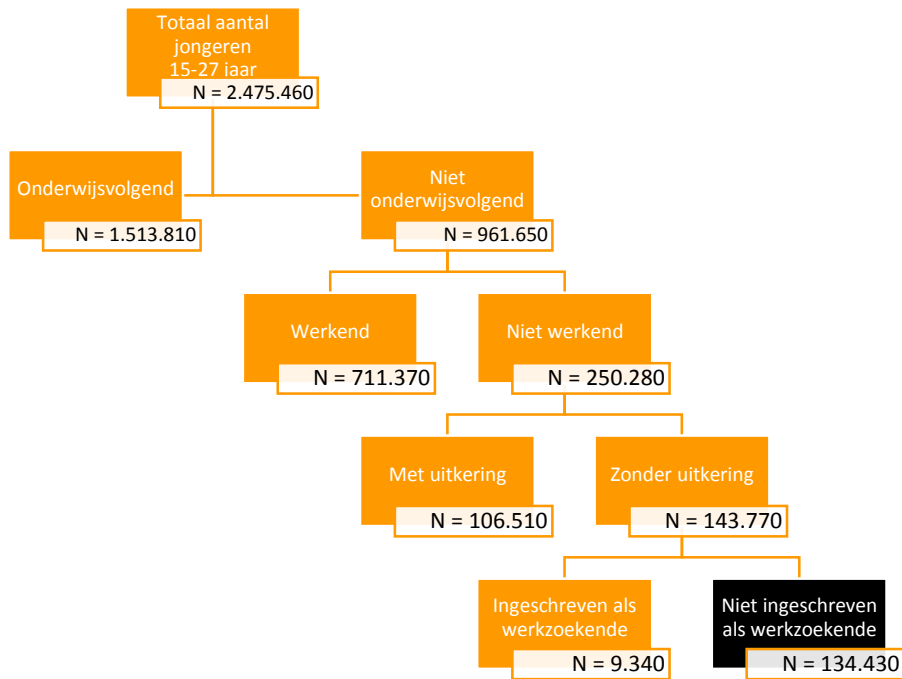 Totaal aantal
jongeren
15-27 jaar
N = 2.475.460
Onderwijsvolgend
N = 1.513.810
Niet
onderwijsvolgend
N = 961.650
Werkend
N = 711.370
Niet werkend
N = 250.280
Met uitkering
N = 106.510
Zonder uitkering
N = 143.770
Ingeschreven als
werkzoekende
N = 9.340
Niet ingeschreven
als werkzoekende
N = 134.430